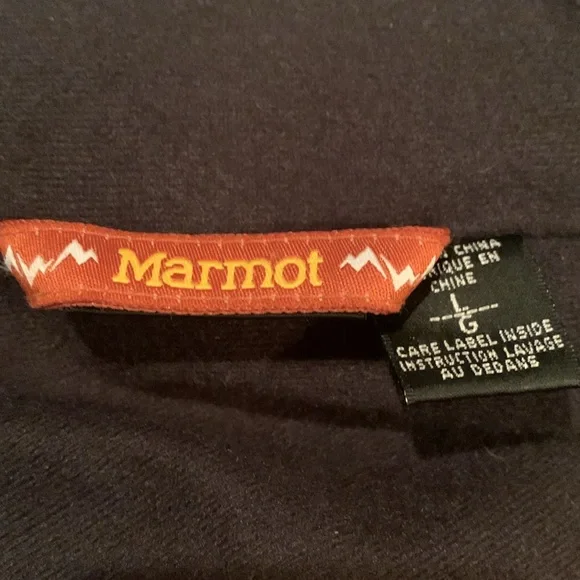 Marmot
CHINA
EN
CHINE
L
G
CARE LABEL INSIDE
INSTRUCTION LAVAGE
AU DEDANS